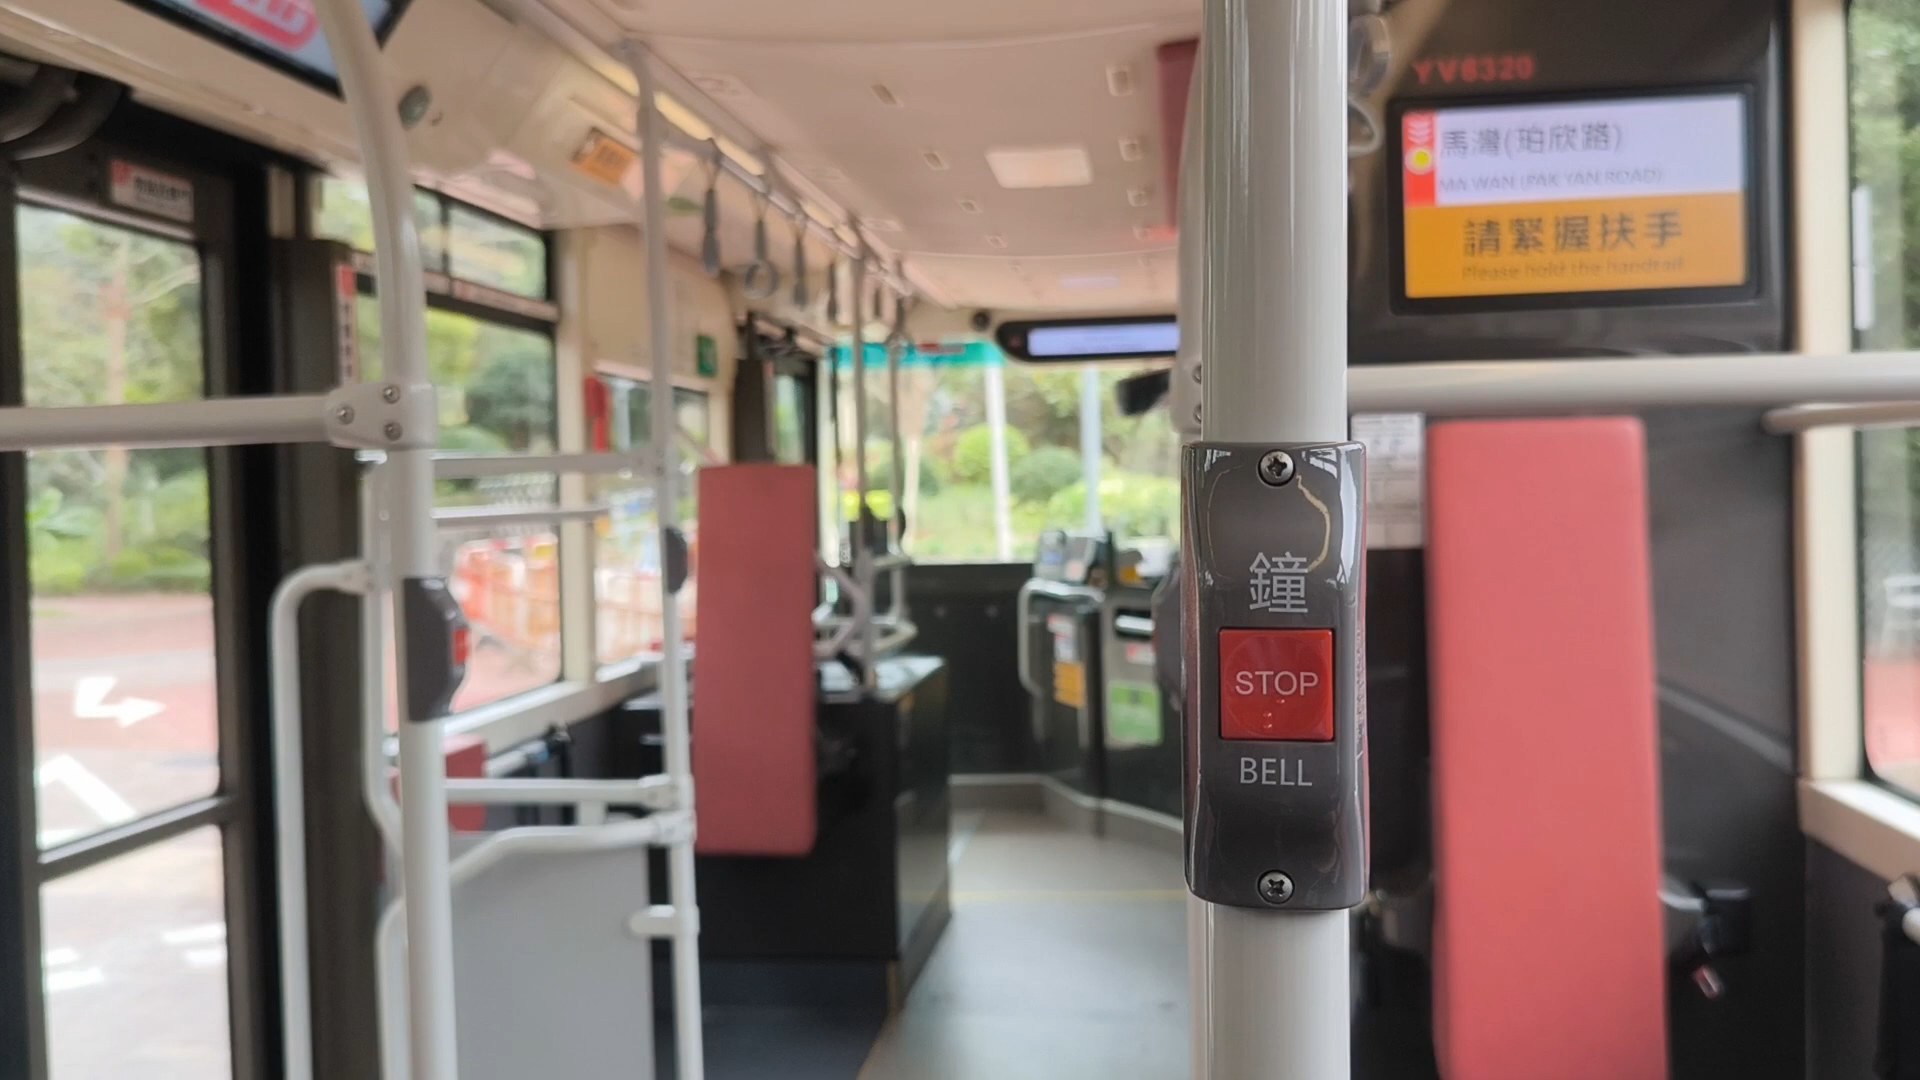 YV6320
馬灣(珀欣路)
MA WAN (PAK YAN ROAD)
請緊握扶手
Please hold the handrail
鐘
STOP
BELL